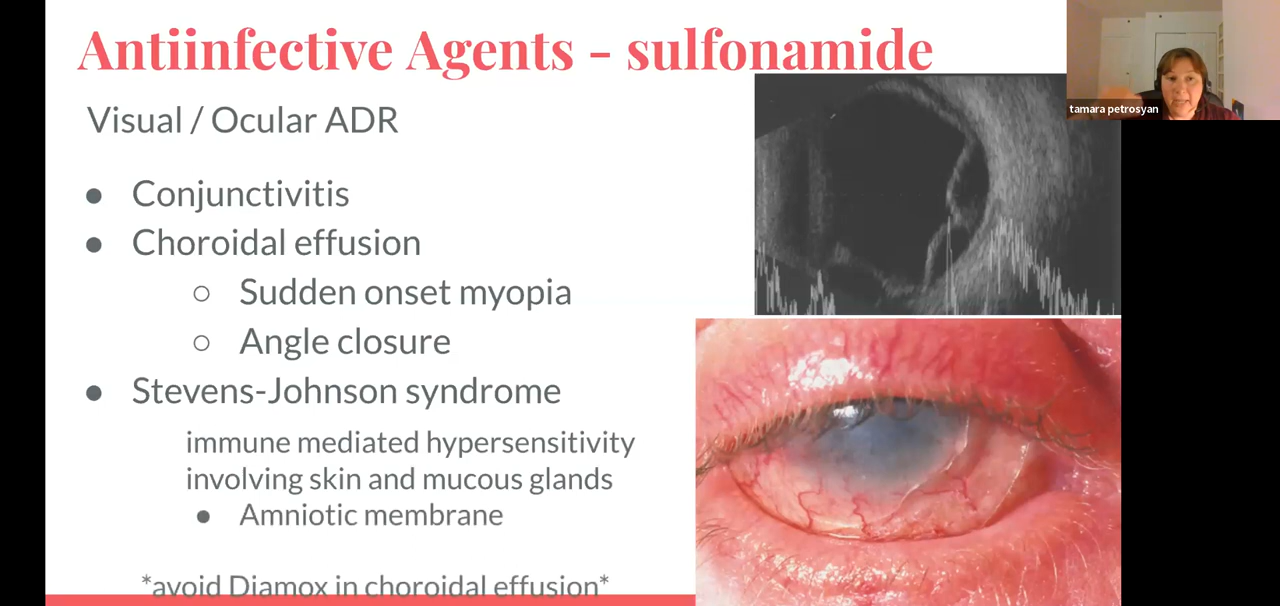 Antiinfective Agents - sulfonamide
tamara petrosyan
Visual / Ocular ADR
● Conjunctivitis
● Choroidal effusion
○ Sudden onset myopia
○ Angle closure
● Stevens-Johnson syndrome
immune mediated hypersensitivity
involving skin and mucous glands
● Amniotic membrane
*avoid Diamox in choroidal effusion*